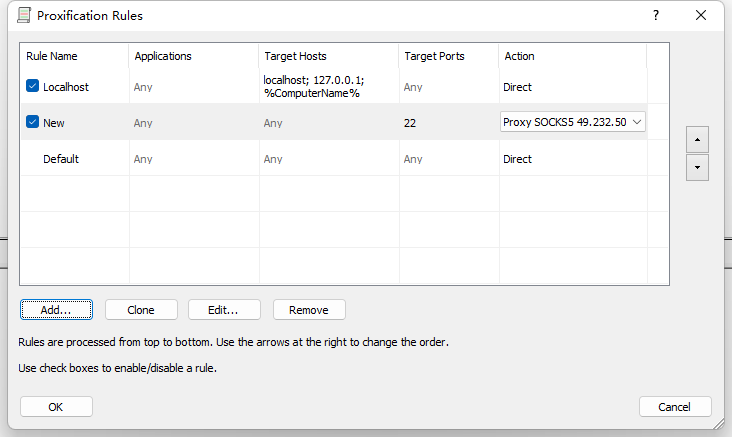 Proxification Rules
Rule Name Applications Target Hosts Target Ports Action
Localhost Any localhost; 127.0.0.1; %ComputerName% Any Direct
New Any Any 22 Proxy SOCKS5 49.232.50
Default Any Any Any Direct
Add... Clone Edit... Remove
Rules are processed from top to bottom. Use the arrows at the right to change the order.
Use check boxes to enable/disable a rule.
OK Cancel